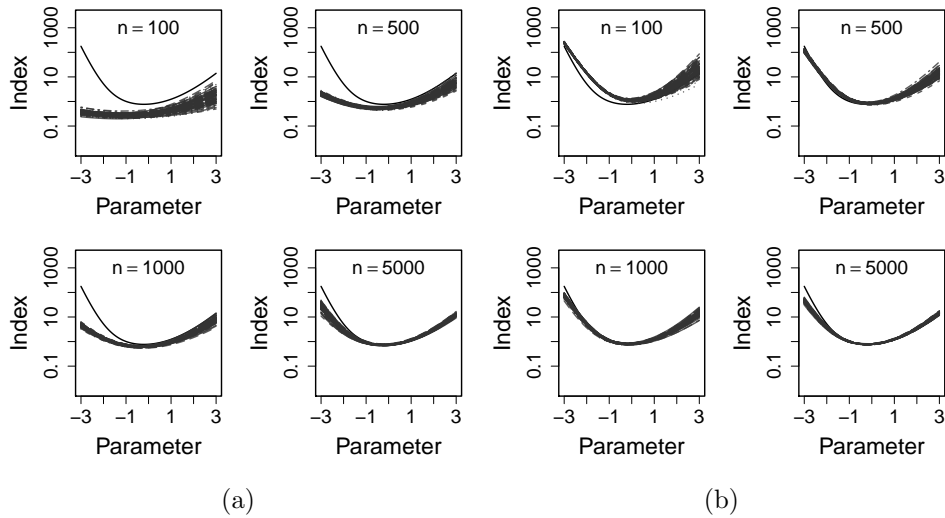 n = 100
Index
1000
10
0.1
−3
−1
1
3
Parameter
n = 500
Index
1000
10
0.1
−3
−1
1
3
Parameter
n = 100
Index
1000
10
0.1
−3
−1
1
3
Parameter
n = 500
Index
1000
10
0.1
−3
−1
1
3
Parameter
n = 1000
Index
1000
10
0.1
−3
−1
1
3
Parameter
n = 5000
Index
1000
10
0.1
−3
−1
1
3
Parameter
n = 1000
Index
1000
10
0.1
−3
−1
1
3
Parameter
n = 5000
Index
1000
10
0.1
−3
−1
1
3
Parameter
(a)
(b)